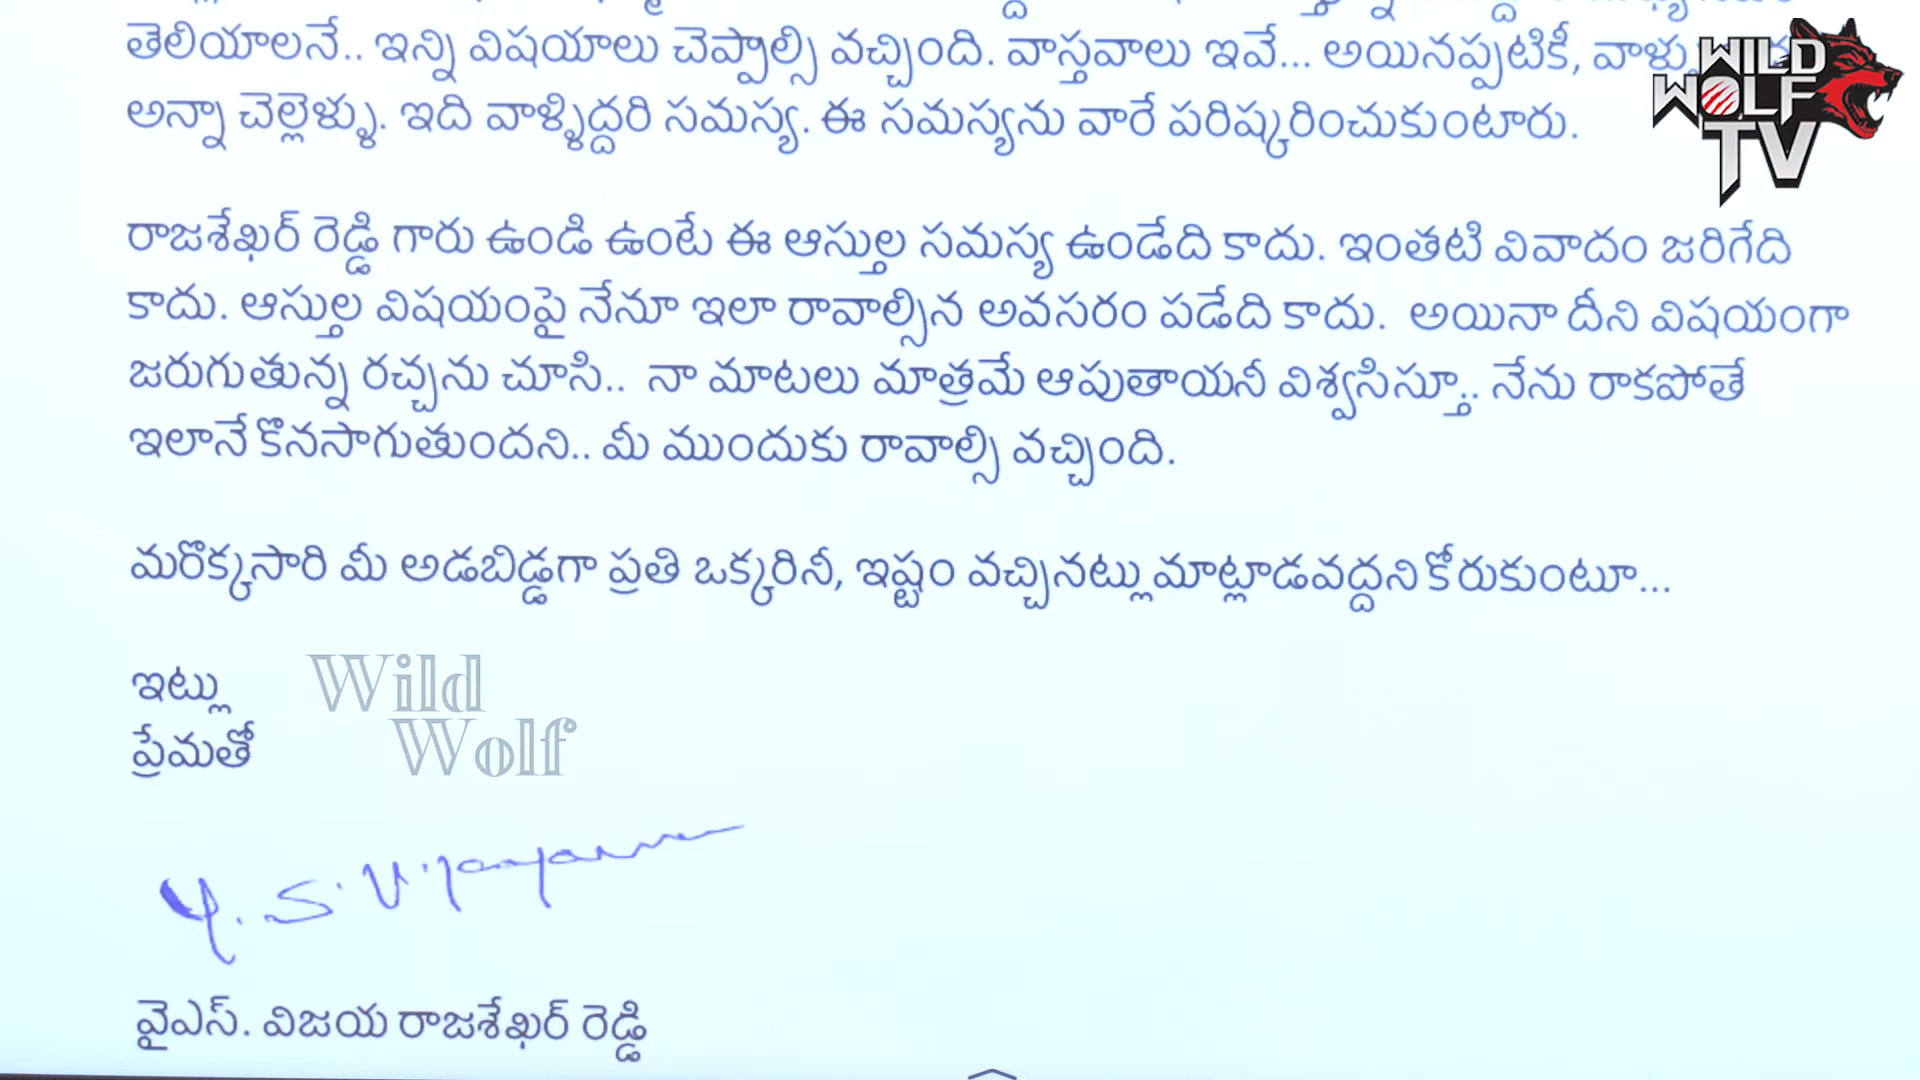 తెలియాలనే.. ఇన్ని విషయాలు చెప్పాల్సి వచ్చింది. వాస్తవాలు ఇవే... అయినప్పటికీ,
WILD
WOLF
TV
అన్నా చెల్లెళ్ళు. ఇది వాళ్ళిద్దరి సమస్య. ఈ సమస్యను వారే పరిష్కరించుకుంటారు.
రాజశేఖర్ రెడ్డి గారు ఉండి ఉంటే ఈ ఆస్తుల సమస్య ఉండేది కాదు. ఇంతటి వివాదం జరిగేది
కాదు. ఆస్తుల విషయంపై నేనూ ఇలా రావాల్సిన అవసరం పడేది కాదు. అయినా దీని విషయంగా
జరుగుతున్న రచ్చను చూసి.. నా మాటలు మాత్రమే ఆపుతాయనీ విశ్వసిస్తూ.. నేను రాకపోతే
ఇలానే కొనసాగుతుందని.. మీ ముందుకు రావాల్సి వచ్చింది.
మరొక్కసారి మీ అడబిడ్డగా ప్రతి ఒక్కరినీ, ఇష్టం వచ్చినట్లు మాట్లాడవద్దని కోరుకుంటూ...
ఇట్లు
ప్రేమతో
Wild
Wolf
Y. S. Vijayamma
వైఎస్. విజయ రాజశేఖర్ రెడ్డి